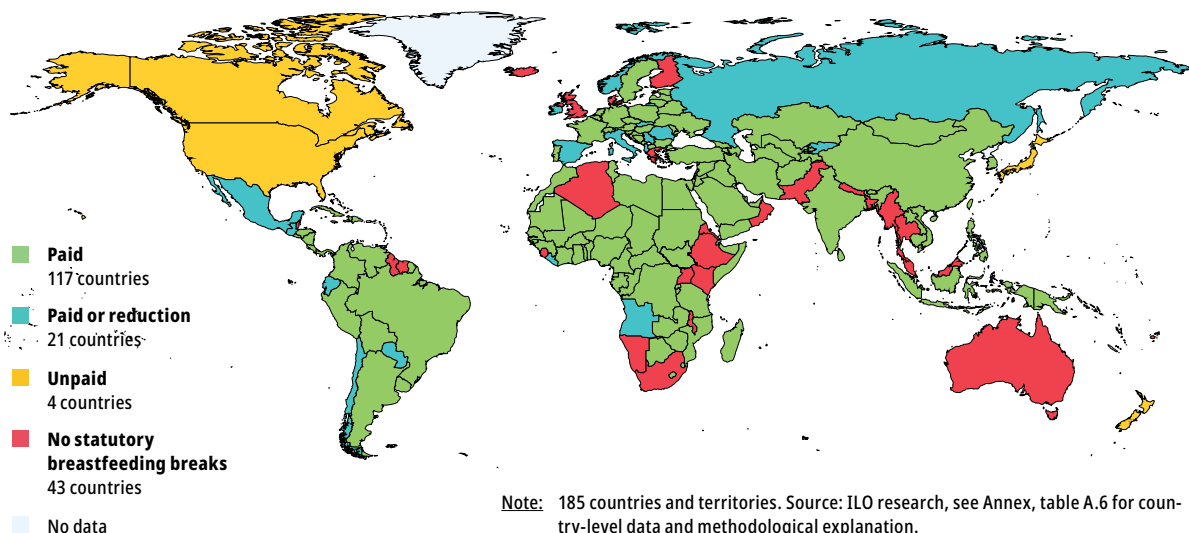 Paid
117 countries
Paid or reduction
21 countries
Unpaid
4 countries
No statutory
breastfeeding breaks
43 countries
No data
Note: 185 countries and territories. Source: ILO research, see Annex, table A.6 for coun-
try-level data and methodological explanation.